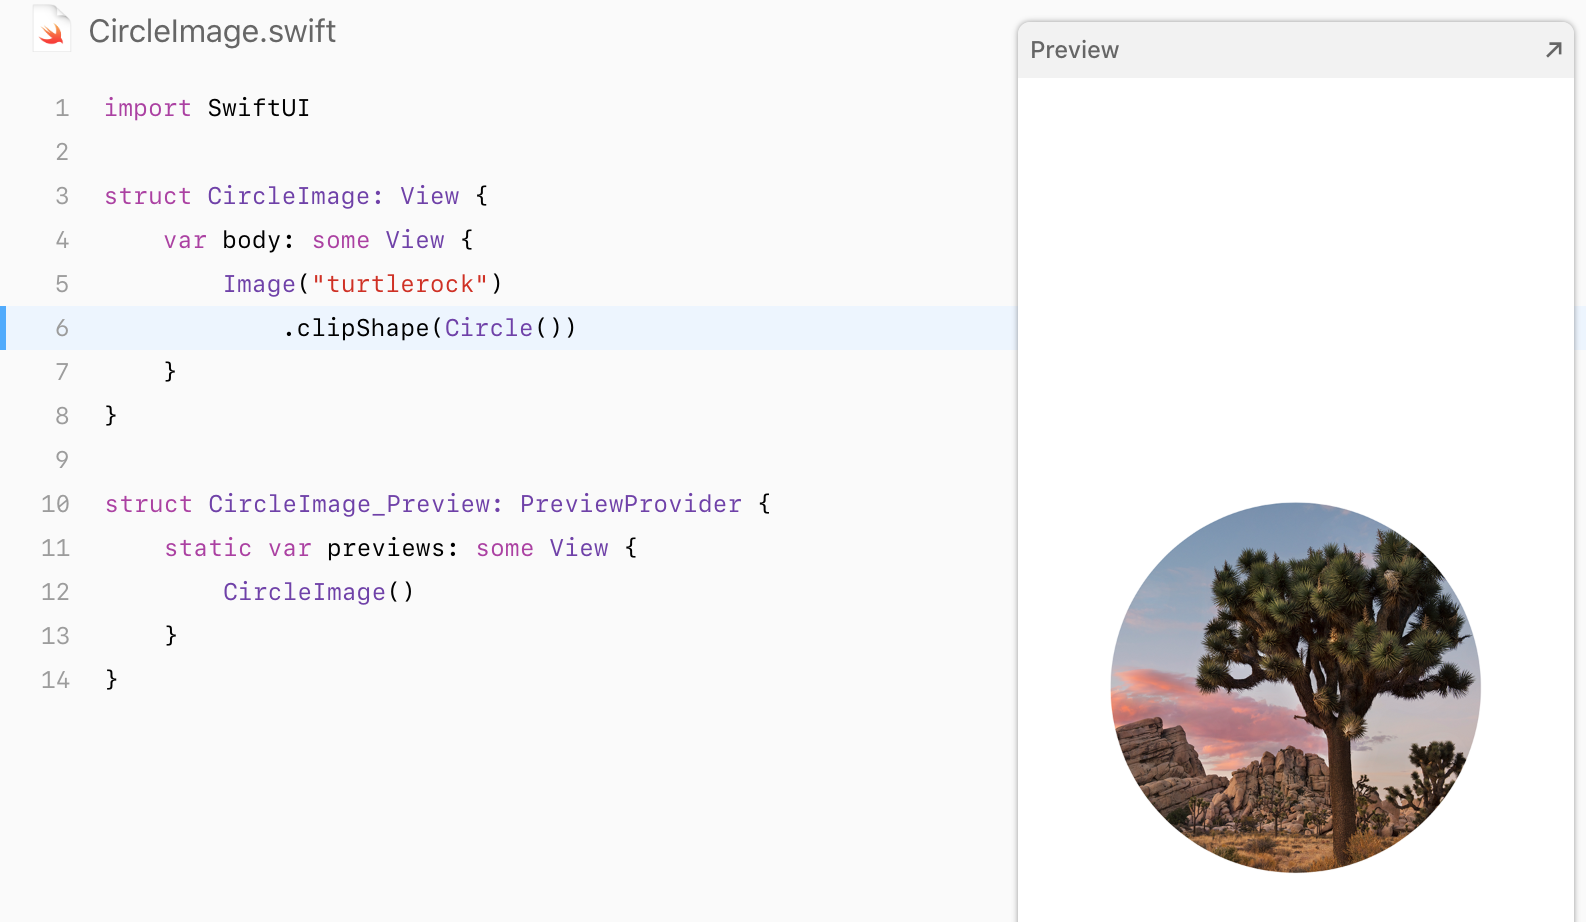 CircleImage.swift
Preview
1 import SwiftUI
2
3 struct CircleImage: View {
4     var body: some View {
5         Image("turtlerock")
6             .clipShape(Circle())
7     }
8 }
9
10 struct CircleImage_Preview: PreviewProvider {
11     static var previews: some View {
12         CircleImage()
13     }
14 }